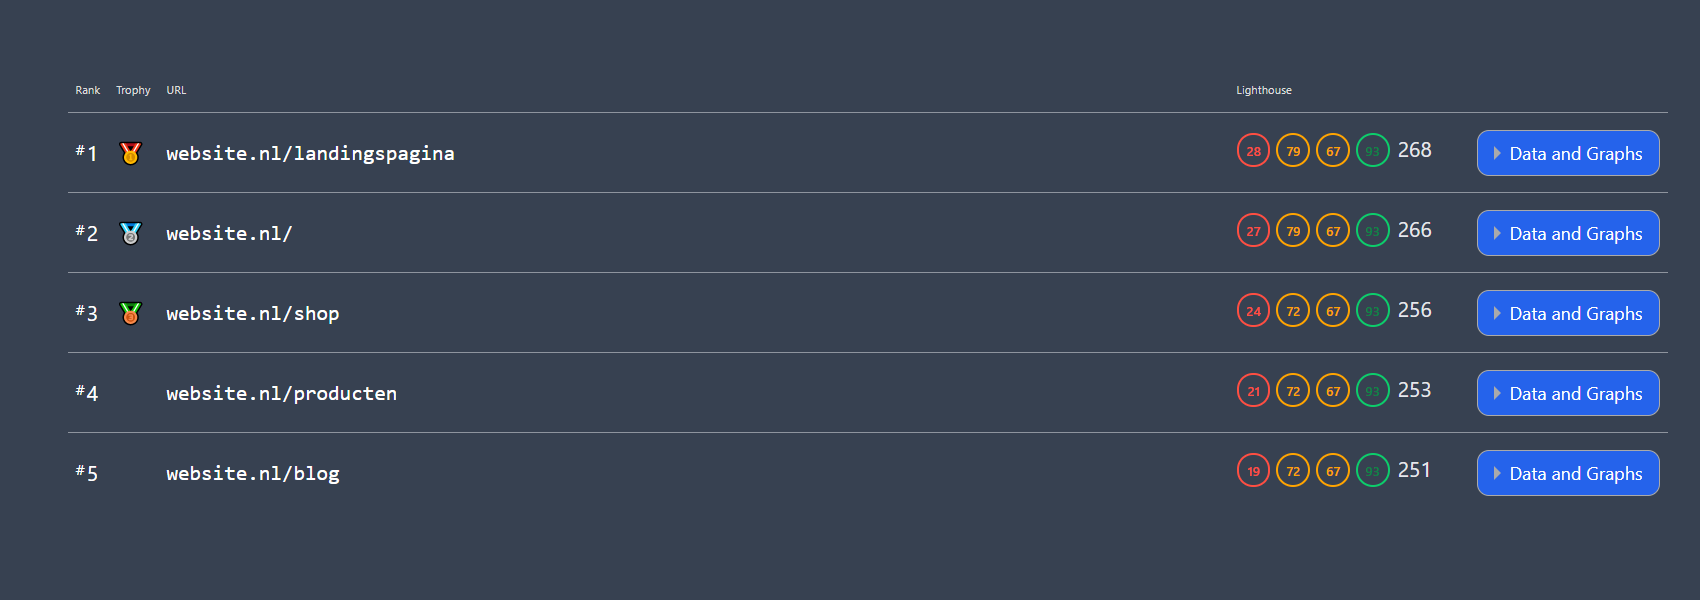 Rank Trophy URL Lighthouse
#1 1 website.nl/landingspagina 28 79 67 93 268 Data and Graphs
#2 2 website.nl/ 27 79 67 93 266 Data and Graphs
#3 3 website.nl/shop 24 72 67 93 256 Data and Graphs
#4 website.nl/producten 21 72 67 93 253 Data and Graphs
#5 website.nl/blog 19 72 67 93 251 Data and Graphs